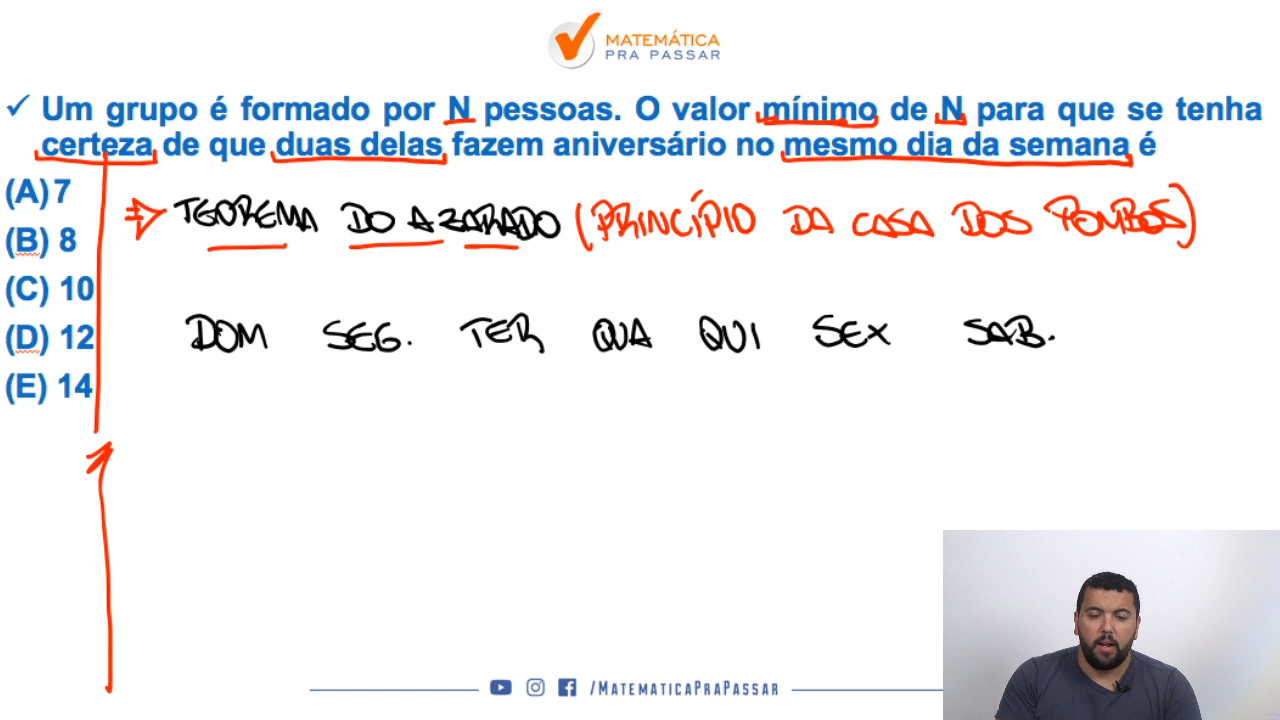 MATEMÁTICA
PRA PASSAR
✓ Um grupo é formado por N pessoas. O valor mínimo de N para que se tenha
certeza de que duas delas fazem aniversário no mesmo dia da semana é
(A) 7
(B) 8
(C) 10
(D) 12
(E) 14
⇒ TEOREMA DO AZARADO (PRINCÍPIO DA CASA DOS POMBOS)
DOM SEG. TER QUA QUI SEX SAB.
/MATEMATICAPRAPASSAR